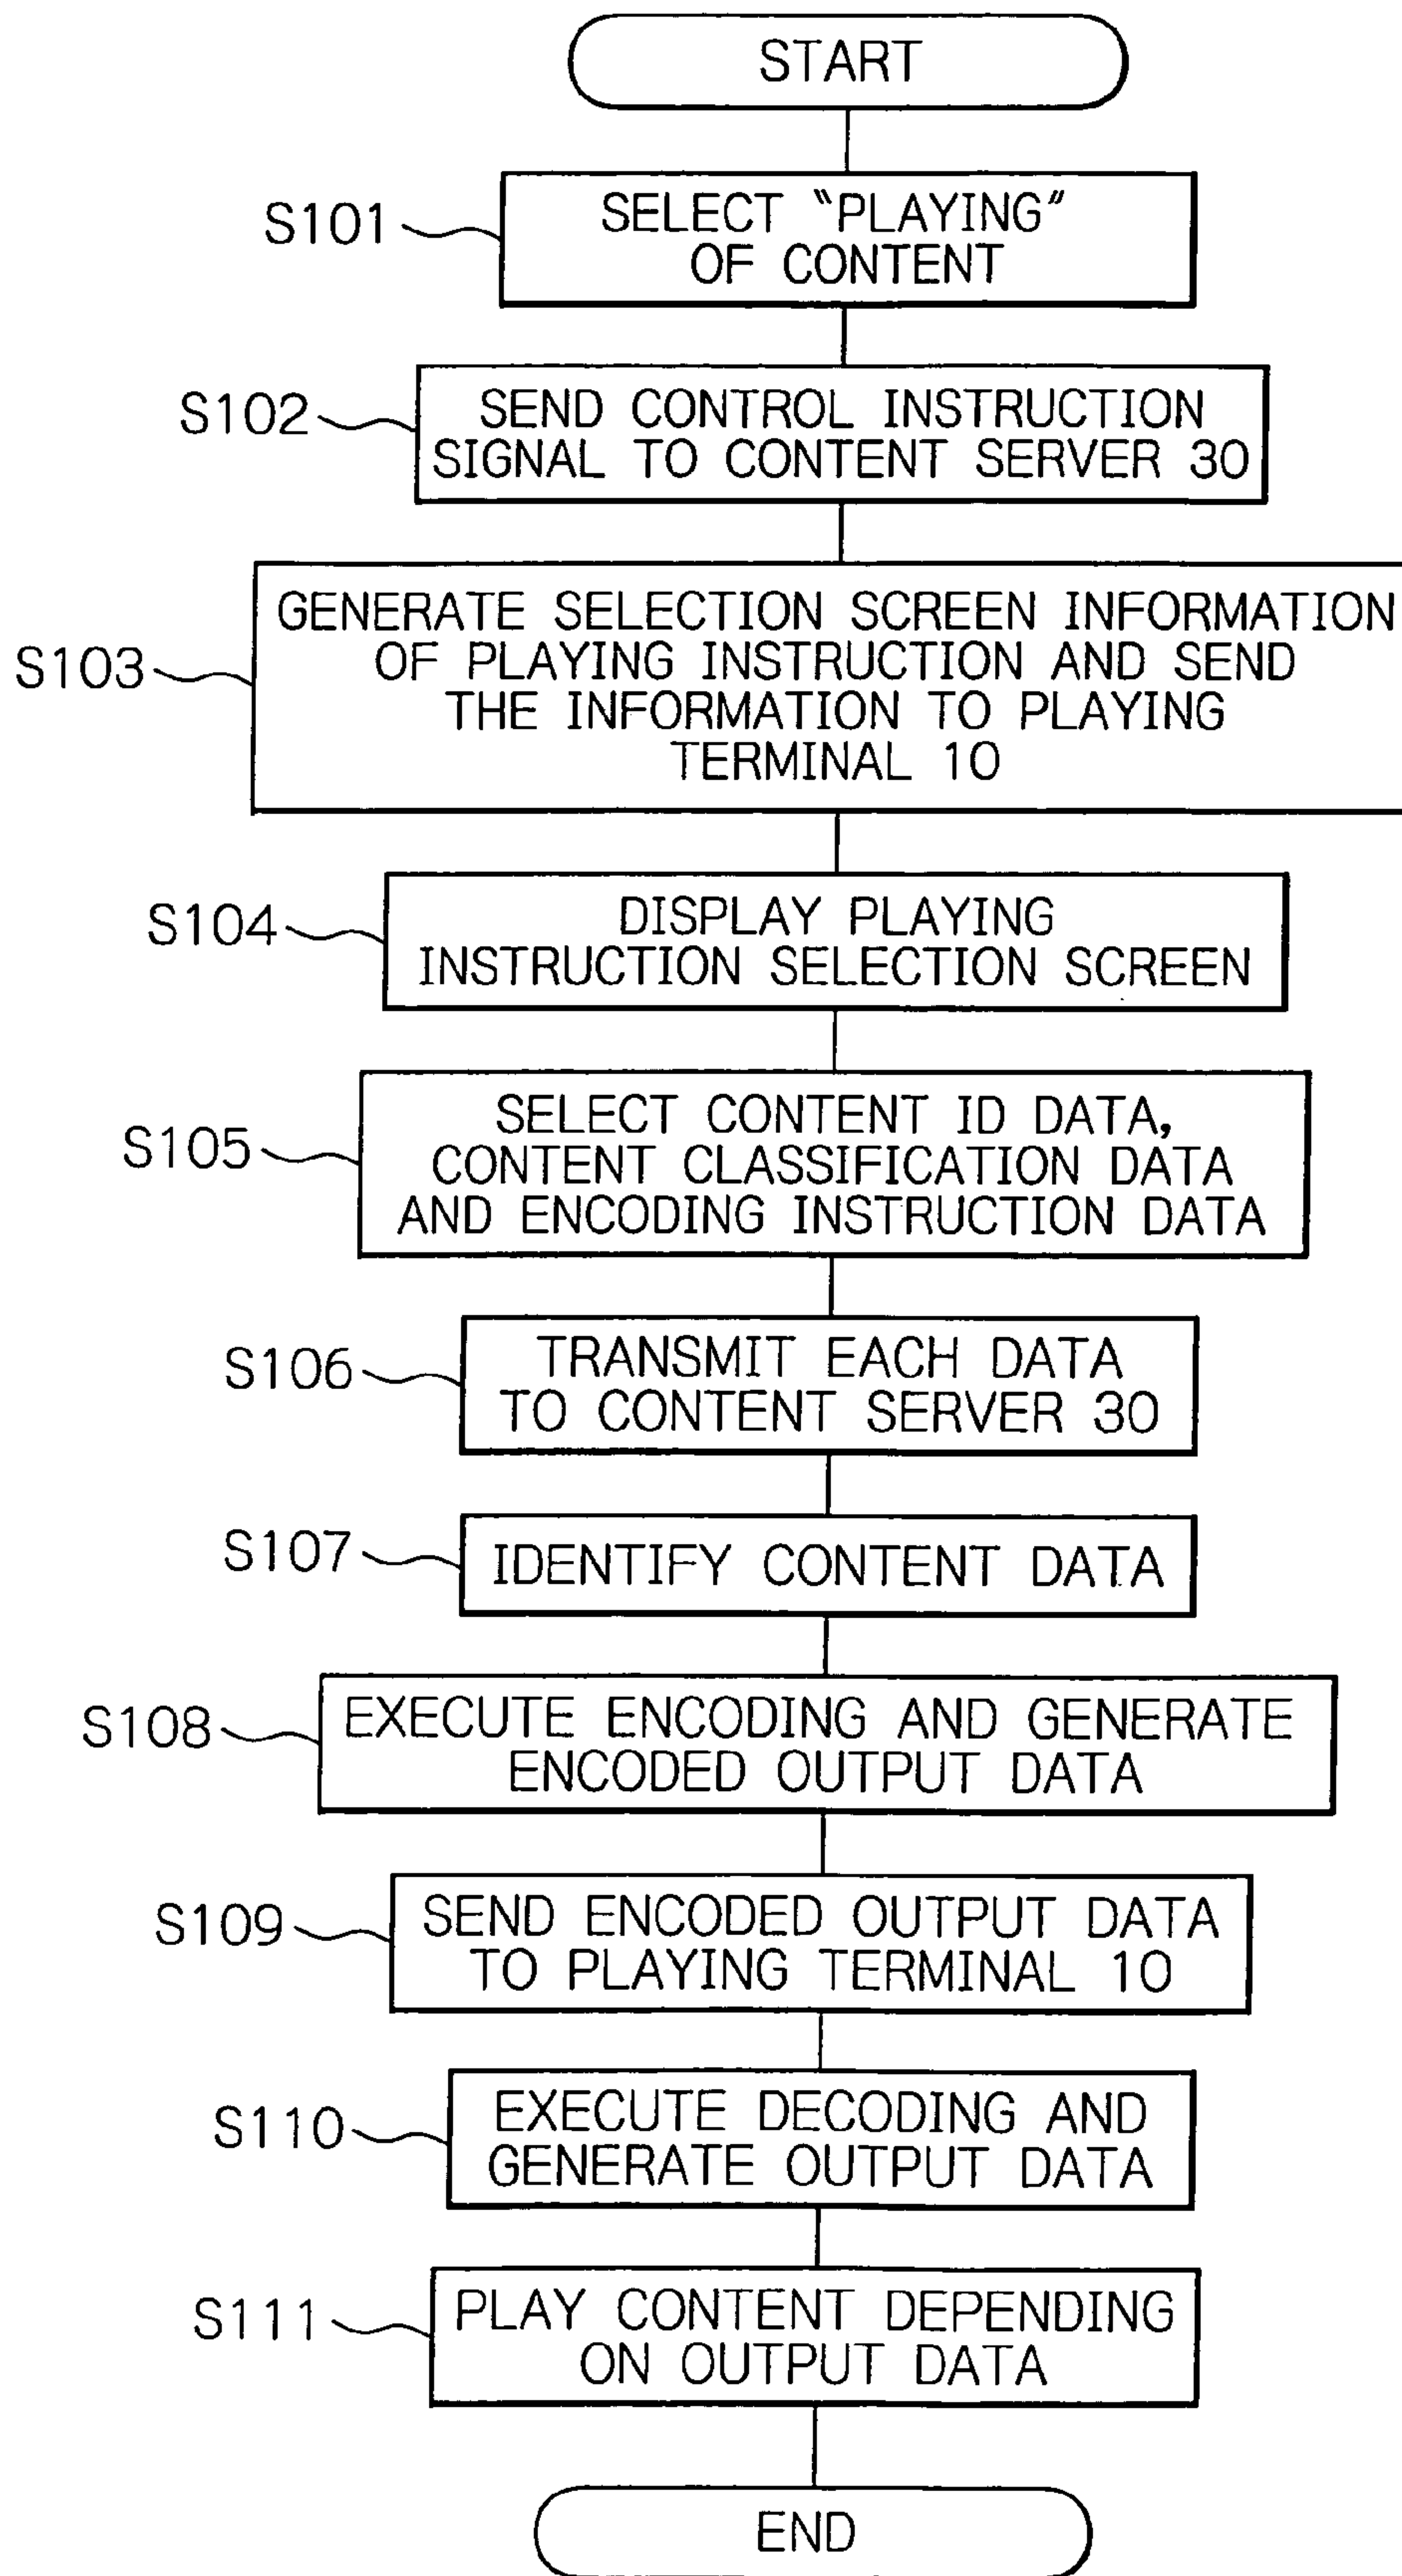 START
S101
SELECT "PLAYING"
OF CONTENT
S102
SEND CONTROL INSTRUCTION
SIGNAL TO CONTENT SERVER 30
S103
GENERATE SELECTION SCREEN INFORMATION
OF PLAYING INSTRUCTION AND SEND
THE INFORMATION TO PLAYING
TERMINAL 10
S104
DISPLAY PLAYING
INSTRUCTION SELECTION SCREEN
S105
SELECT CONTENT ID DATA,
CONTENT CLASSIFICATION DATA
AND ENCODING INSTRUCTION DATA
S106
TRANSMIT EACH DATA
TO CONTENT SERVER 30
S107
IDENTIFY CONTENT DATA
S108
EXECUTE ENCODING AND GENERATE
ENCODED OUTPUT DATA
S109
SEND ENCODED OUTPUT DATA
TO PLAYING TERMINAL 10
S110
EXECUTE DECODING AND
GENERATE OUTPUT DATA
S111
PLAY CONTENT DEPENDING
ON OUTPUT DATA
END